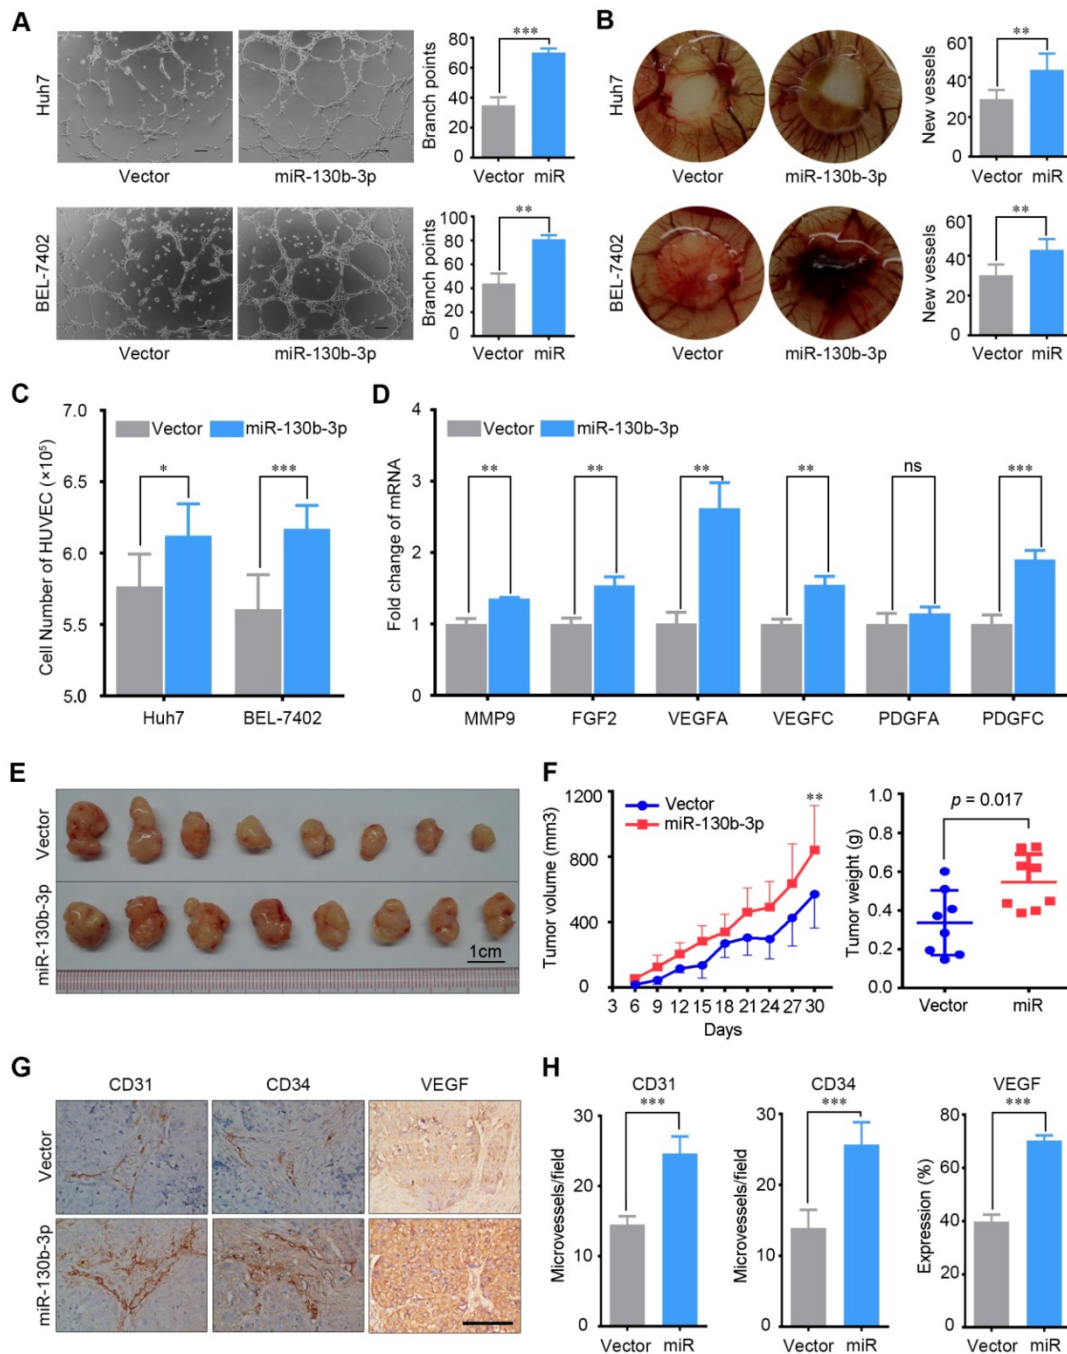 A
Huh7
Vector
miR-130b-3p
Branch points
80
60
40
20
0
***
Vector miR
BEL-7402
Vector
miR-130b-3p
Branch points
100
80
60
40
20
0
**
Vector miR
B
Huh7
Vector
miR-130b-3p
New vessels
60
40
20
0
**
Vector miR
BEL-7402
Vector
miR-130b-3p
New vessels
60
40
20
0
**
Vector miR
C
Cell Number of HUVEC (×10⁵)
7.0
6.5
6.0
5.5
5.0
Vector miR-130b-3p
* ***
Huh7 BEL-7402
D
Fold change of mRNA
4
3
2
1
0
Vector miR-130b-3p
** ** ** ** ns ***
MMP9 FGF2 VEGFA VEGFC PDGFA PDGFC
E
Vector
miR-130b-3p
1cm
F
Tumor volume (mm3)
1200
800
400
0
Vector
miR-130b-3p
**
3 6 9 12 15 18 21 24 27 30
Days
Tumor weight (g)
1.0
0.8
0.6
0.4
0.2
0.0
p = 0.017
Vector miR
G
CD31 CD34 VEGF
Vector
miR-130b-3p
H
CD31
***
Microvessels/field
30
20
10
0
Vector miR
CD34
***
Microvessels/field
30
20
10
0
Vector miR
VEGF
***
Expression (%)
80
60
40
20
0
Vector miR